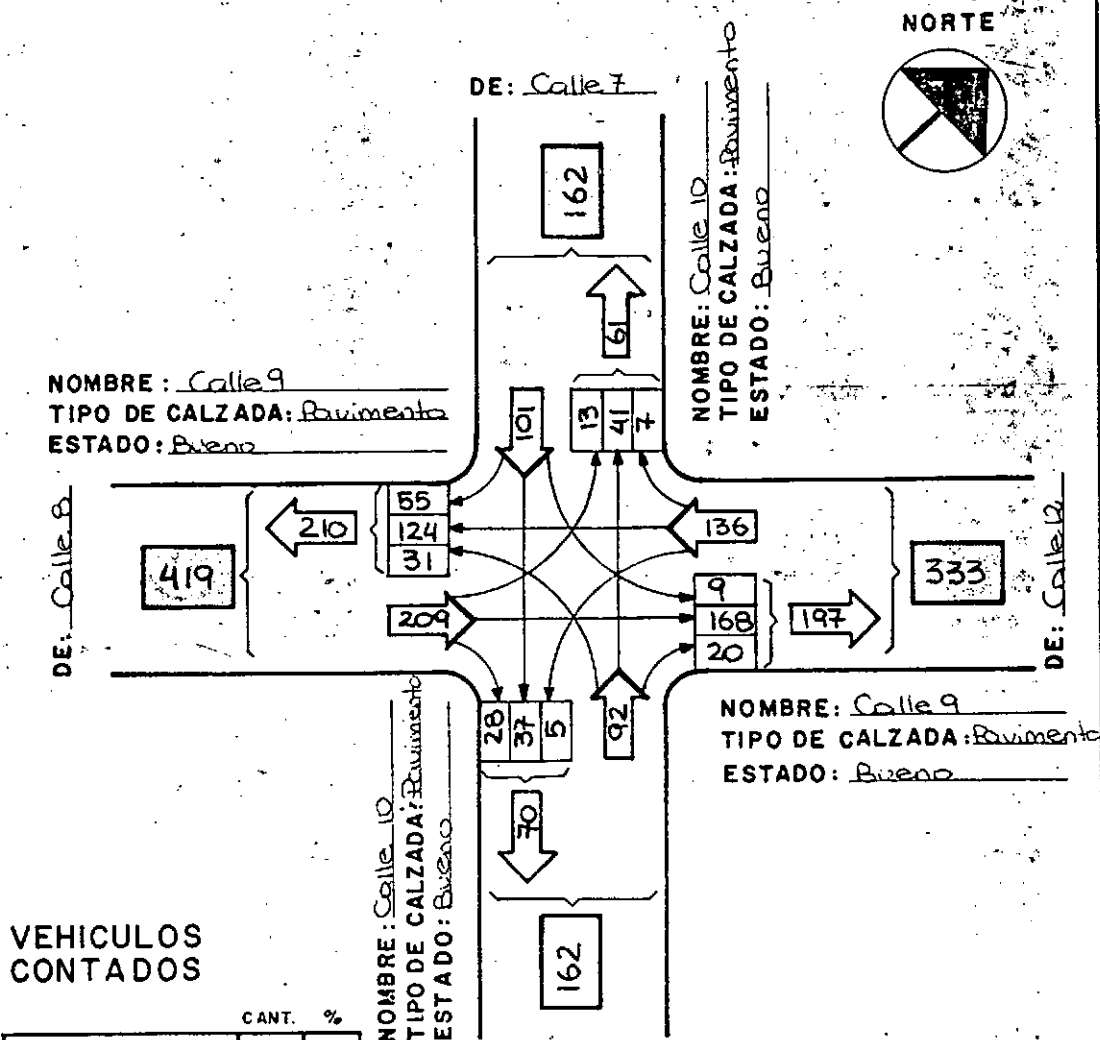 NORTE
DE: Calle 7
162
NOMBRE: Calle 10
TIPO DE CALZADA: Pavimento
ESTADO: Bueno
61
13 41 7
101
NOMBRE: Calle 9
TIPO DE CALZADA: Pavimento
ESTADO: Bueno
DE: Calle 8
419
210
55
124
31
136
209
9
168
20
197
333
DE: Calle 12
28 37 5
92
70
162
NOMBRE: Calle 9
TIPO DE CALZADA: Pavimento
ESTADO: Bueno
NOMBRE: Calle 10
TIPO DE CALZADA: Pavimento
ESTADO: Bueno
VEHICULOS
CONTADOS
CANT. %